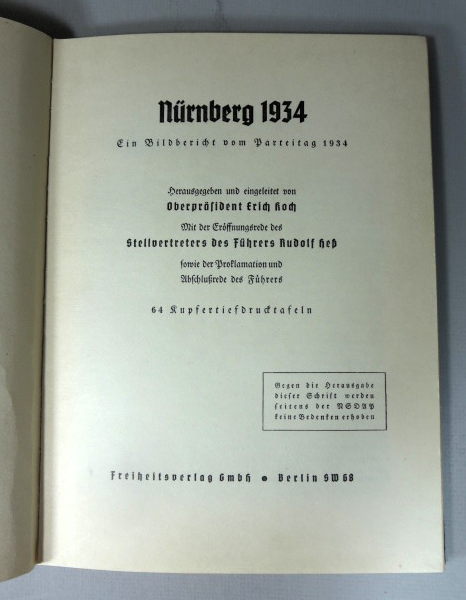 Nürnberg 1934
Ein Bildbericht vom Parteitag 1934
Herausgegeben und eingeleitet von
Oberpräsident Erich Koch
Mit der Eröffnungsrede des
Stellvertreters des Führers Rudolf Heß
sowie der Proklamation und
Abschlußrede des Führers
64 Kupfertiefdrucktafeln
Gegen die Herausgabe
dieser Schrift werden
seitens der NSDAP
keine Bedenken erhoben
Freiheitsverlag GmbH • Berlin SW 68